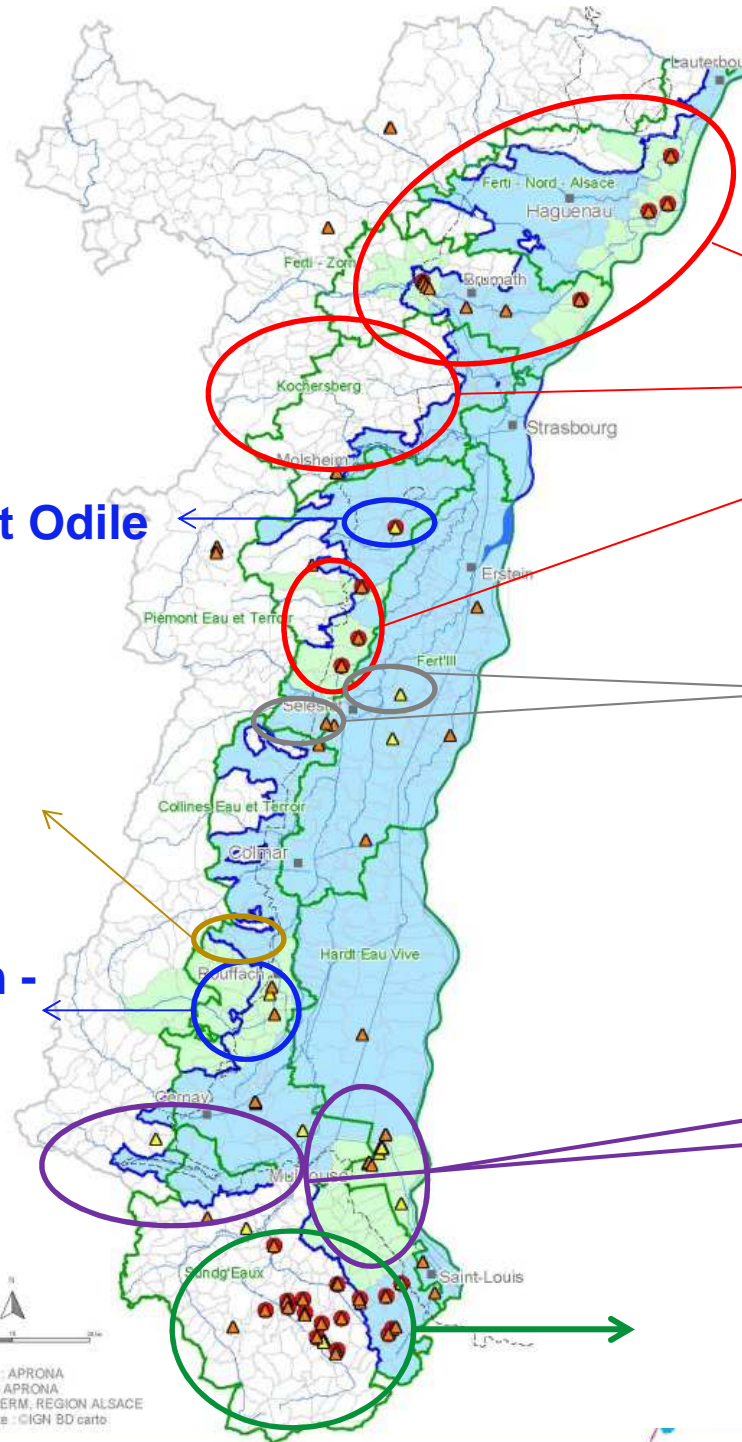 Lauterbou
Ferti - Nord - Alsace
Haguenau
Ferti - Zorn
Brumath
Kochersberg
Strasbourg
Molsheim
t Odile
Erstein
Piémont Eau et Terroir
Fert'Ill
Sélestat
Collines Eau et Terroir
Colmar
Hardt Eau Vive
Rouffach
n -
Cernay
Mulhouse
Sundg'Eaux
Saint-Louis
N
: APRONA
APRONA
ERM, REGION ALSACE
e : ©IGN BD carto